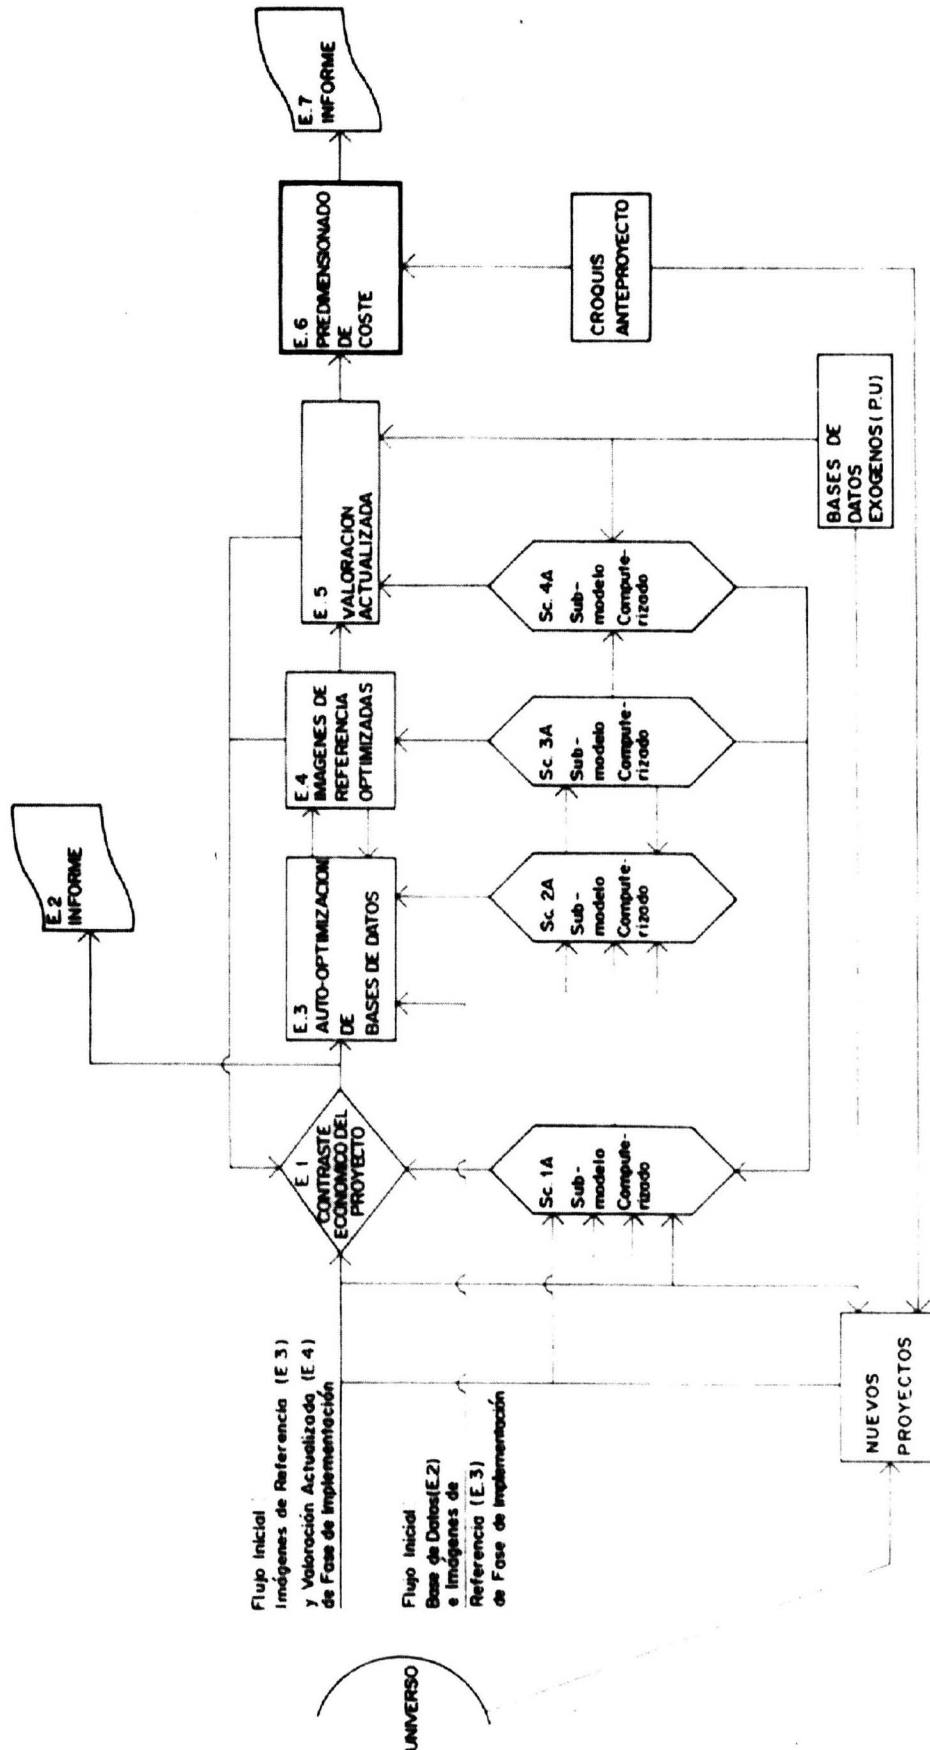 E.7
INFORME
E.6
PREDIMENSIONADO
DE
COSTE
CROQUIS
ANTEPROYECTO
E.5
VALORACION
ACTUALIZADA
BASES DE
DATOS
EXOGENOS (P.U)
Sc. 4A
Sub-
modelo
Compute-
rizado
E.4
IMAGENES DE
REFERENCIA
OPTIMIZADAS
Sc. 3A
Sub-
modelo
Compute-
rizado
E.2
INFORME
E.3
AUTO-OPTIMIZACION
DE
BASES DE DATOS
Sc. 2A
Sub-
modelo
Compute-
rizado
E.1
CONTRASTE
ECONOMICO DEL
PROYECTO
Sc. 1A
Sub-
modelo
Compute-
rizado
Flujo Inicial
Imágenes de Referencia (E.3)
y Valoración Actualizada (E.4)
de Fase de Implementación
Flujo Inicial
Base de Datos(E.2)
e Imágenes de
Referencia (E.3)
de Fase de Implementación
NUEVOS
PROYECTOS
UNIVERSO